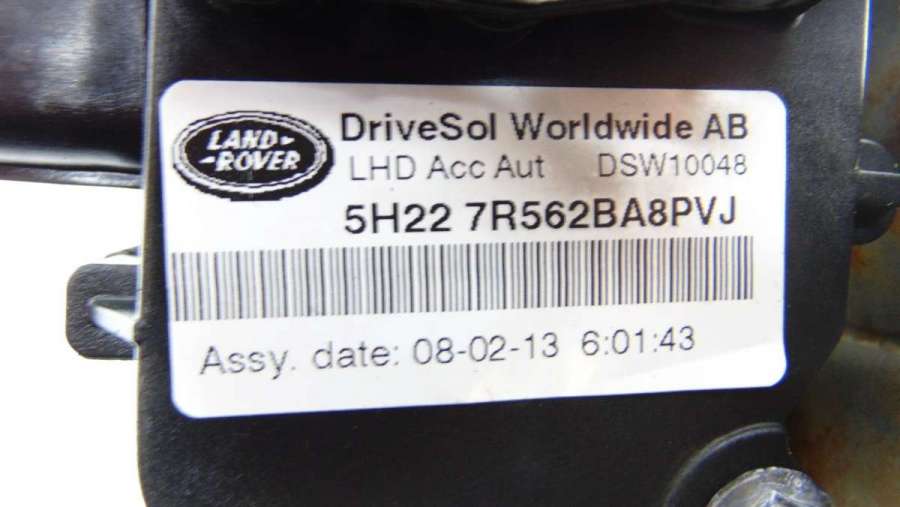 LAND-
-ROVER
DriveSol Worldwide AB
LHD Acc Aut DSW10048
5H22 7R562BA8PVJ
Assy. date: 08-02-13 6:01:43